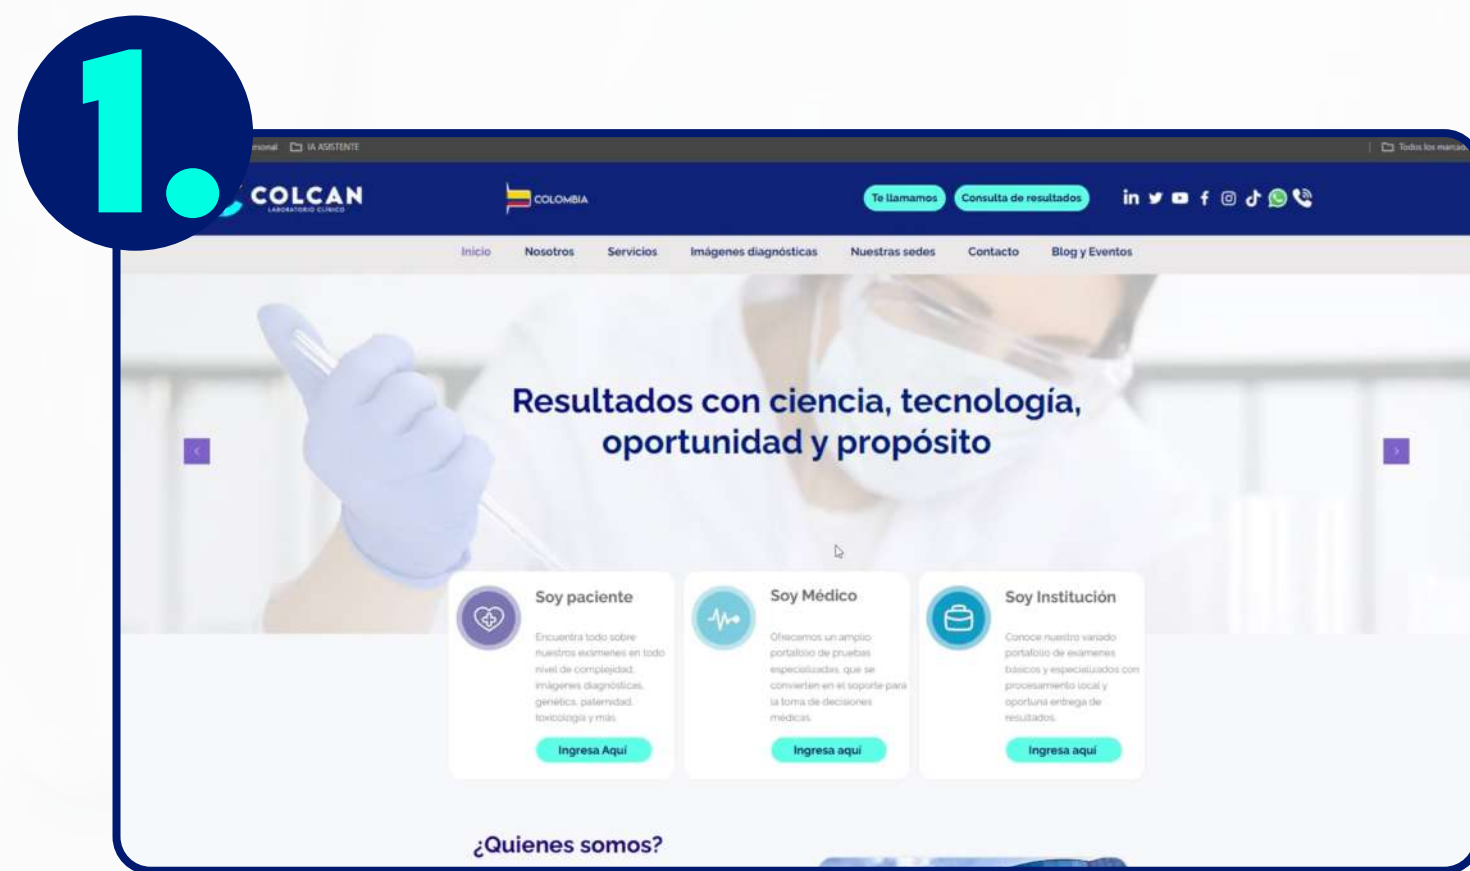 1.
ersonal IA ASISTENTE Todos los marcad
COLCAN
LABORATORIO CLÍNICO
COLOMBIA
Te llamamos Consulta de resultados
Inicio Nosotros Servicios Imágenes diagnósticas Nuestras sedes Contacto Blog y Eventos
Resultados con ciencia, tecnología,
oportunidad y propósito
Soy paciente
Encuentra todo sobre
nuestros exámenes en todo
nivel de complejidad,
imágenes diagnósticas,
genética, paternidad,
toxicología y más.
Ingresa Aquí
Soy Médico
Ofrecemos un amplio
portafolio de pruebas
especializadas, que se
convierten en el soporte para
la toma de decisiones
médicas.
Ingresa aquí
Soy Institución
Conoce nuestro variado
portafolio de exámenes
básicos y especializados con
procesamiento local y
oportuna entrega de
resultados.
Ingresa aquí
¿Quienes somos?